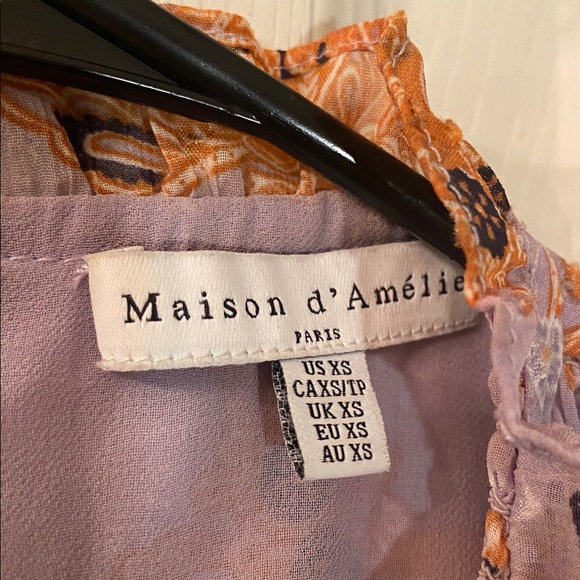 Maison d'Amélie
PARIS
US XS
CA XS/TP
UK XS
EU XS
AU XS